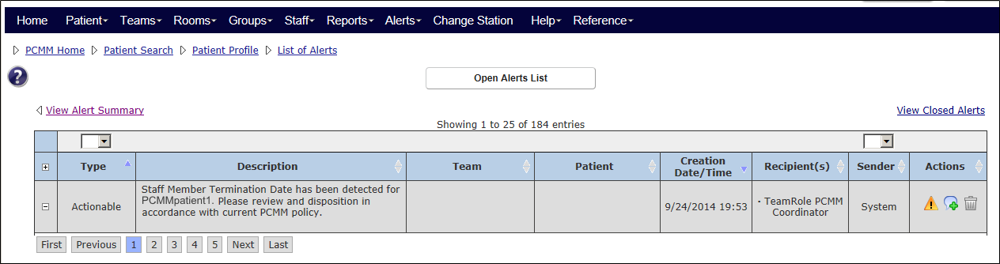 Home Patient Teams Rooms Groups Staff Reports Alerts Change Station Help Reference
PCMM Home Patient Search Patient Profile List of Alerts
?
Open Alerts List
View Alert Summary
View Closed Alerts
Showing 1 to 25 of 184 entries
Type Description Team Patient Creation Date/Time Recipient(s) Sender Actions
Staff Member Termination Date has been detected for
PCMMpatient1. Please review and disposition in
accordance with current PCMM policy.
Actionable
9/24/2014 19:53
· TeamRole PCMM
Coordinator
System
First Previous 1 2 3 4 5 Next Last